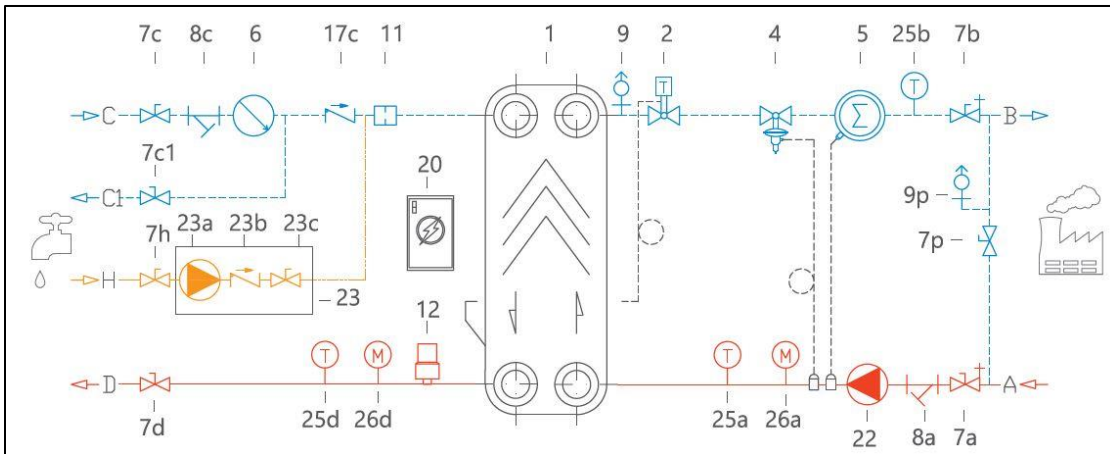 7c 8c 6 17c 11 1 9 2 4 5 25b 7b
T T
C Σ B
7c1
C1 20 9p
23a 23b 23c
7h 7p
H
23
12
T M T M
D A
7d 25d 26d 25a 26a 22 8a 7a